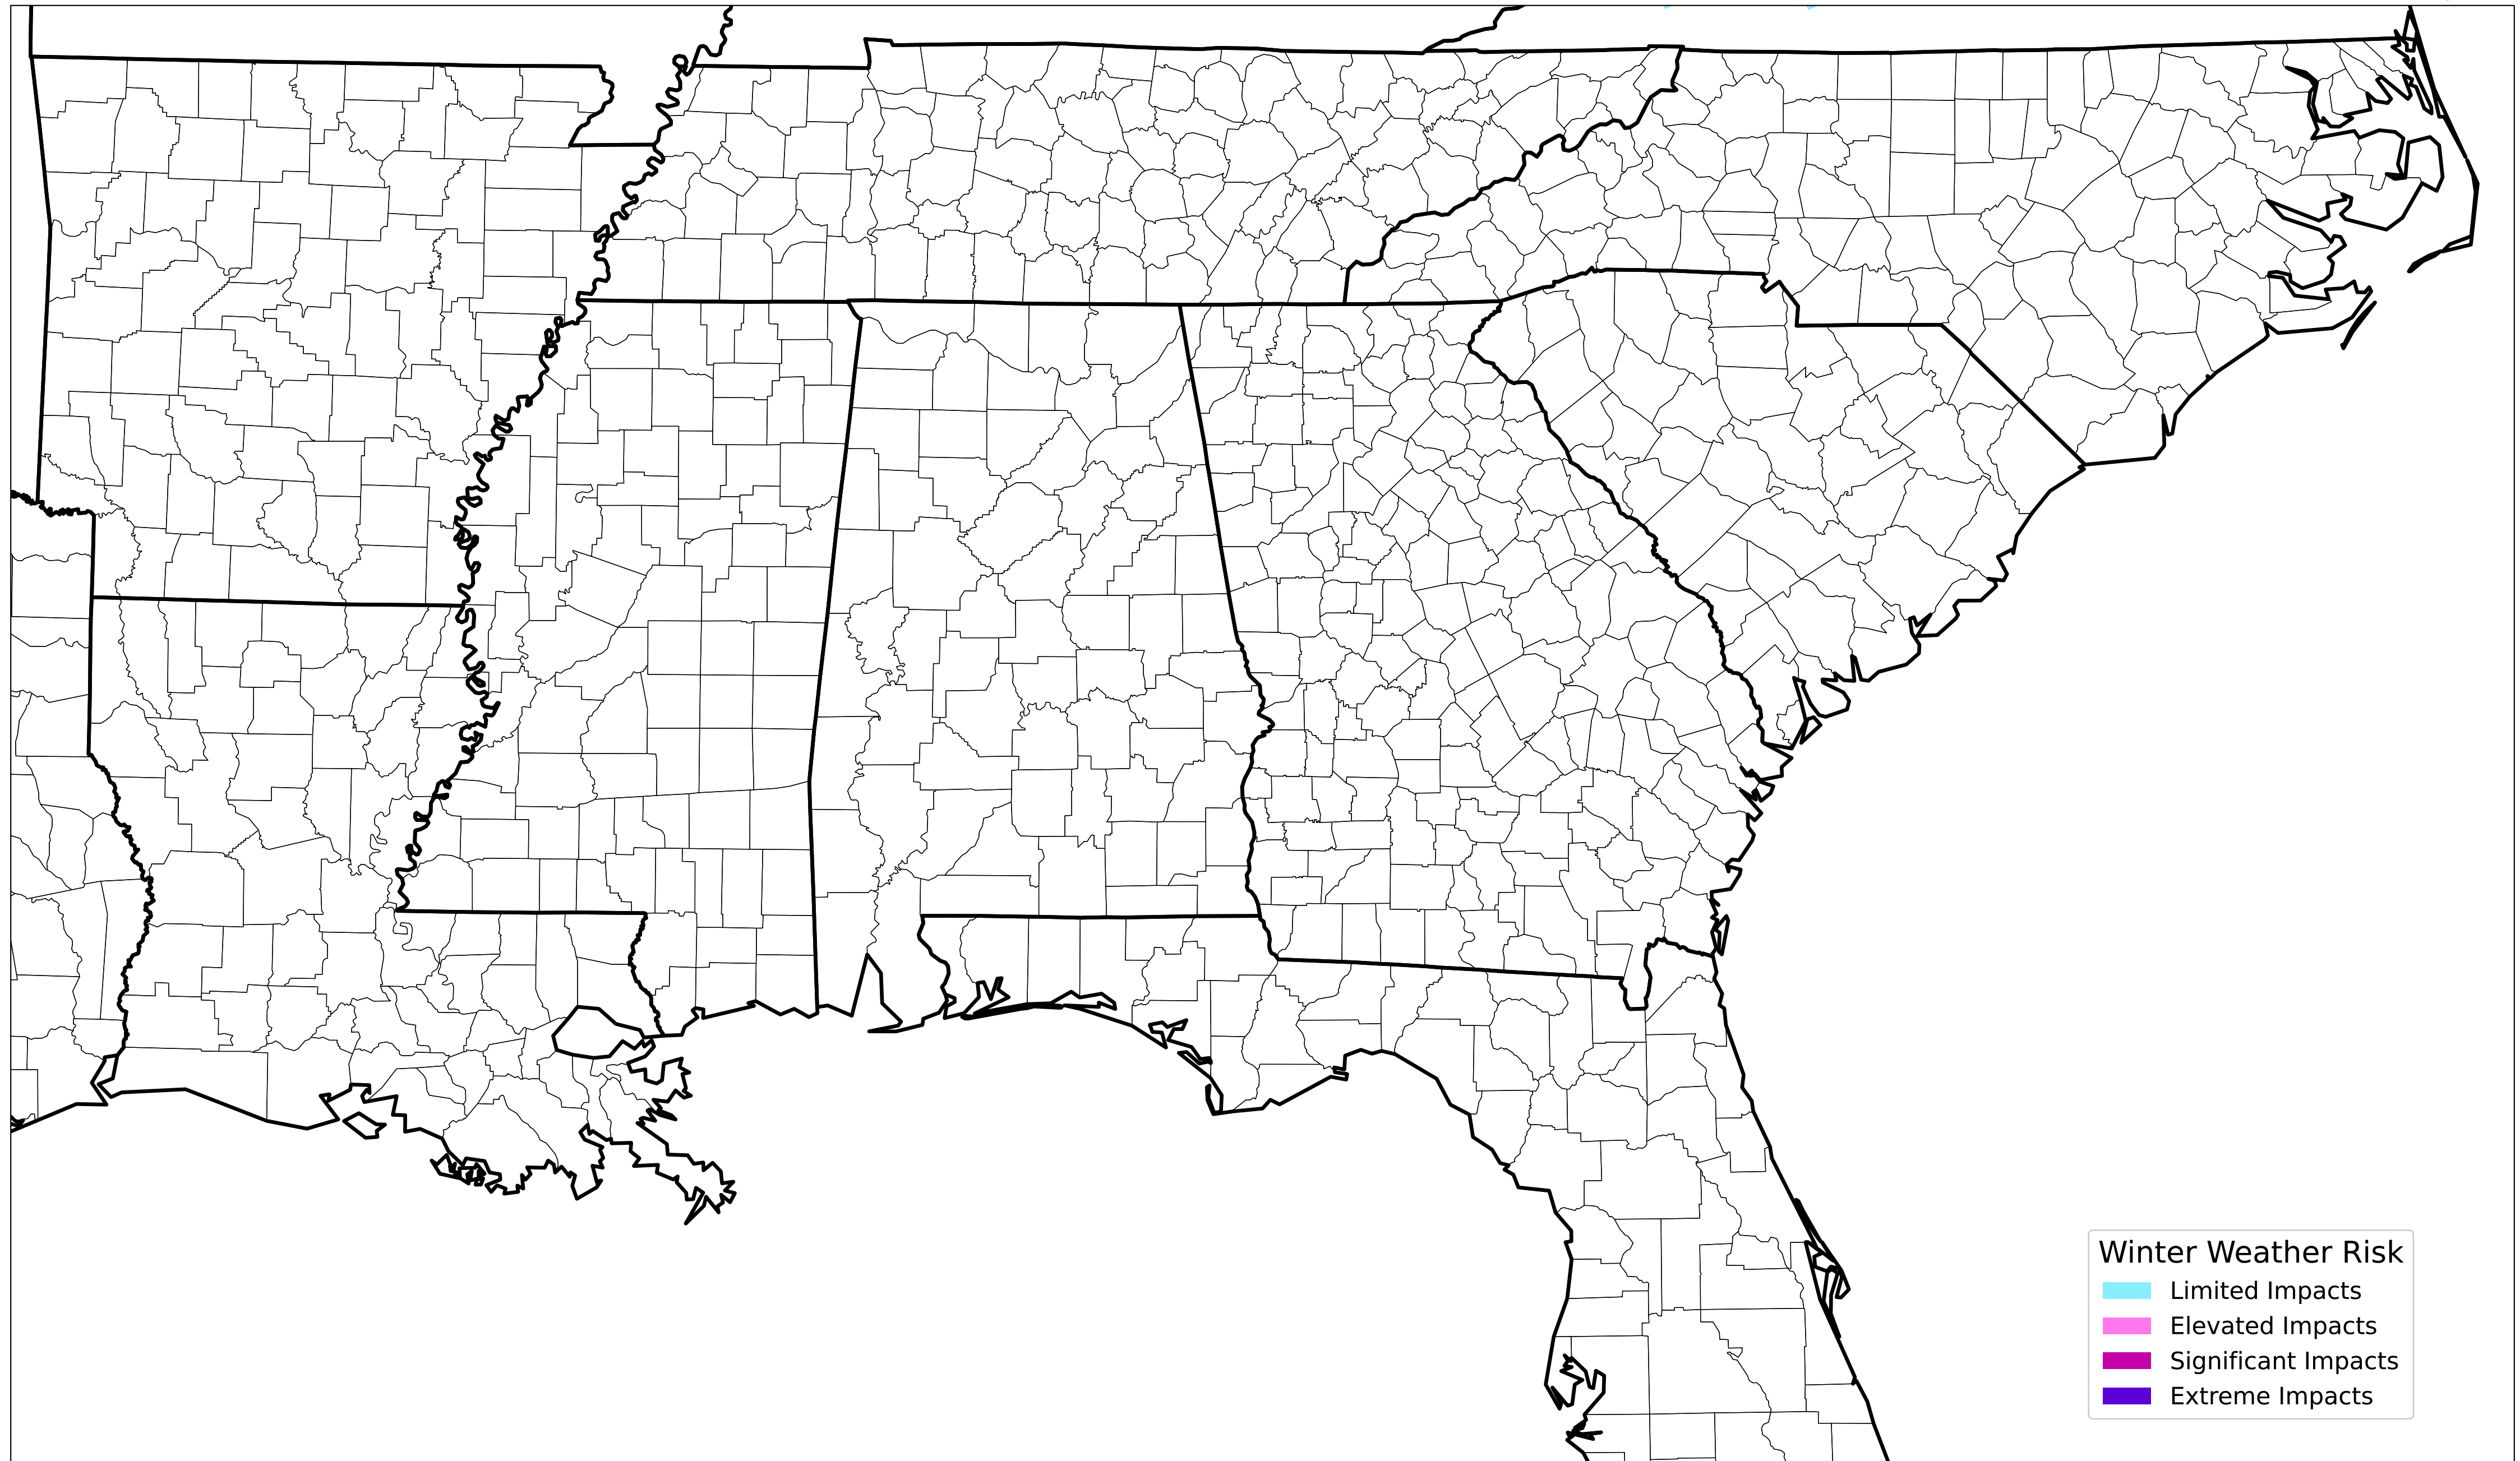 Winter Weather Risk
Limited Impacts
Elevated Impacts
Significant Impacts
Extreme Impacts